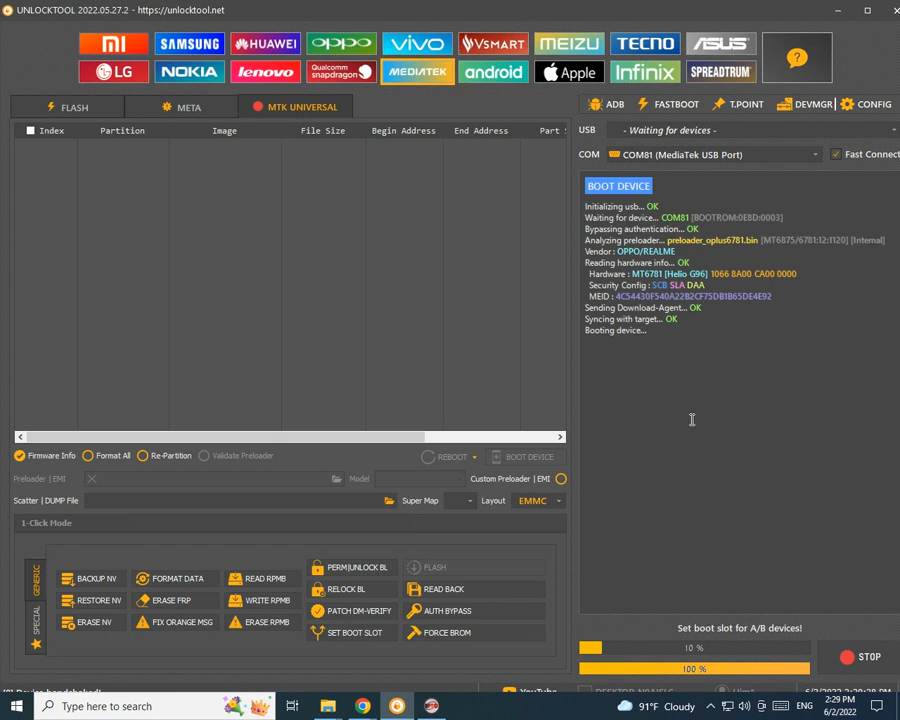 UNLOCKTOOL 2022.05.27.2 - https://unlocktool.net
mi SAMSUNG HUAWEI oppo vivo VSMART MEIZU TECNO ASUS
LG NOKIA lenovo Qualcomm snapdragon MEDIATEK android Apple Infinix SPREADTRUM ?
FLASH META MTK UNIVERSAL
ADB FASTBOOT T.POINT DEVMGR CONFIG
Index Partition Image File Size Begin Address End Address Part
USB - Waiting for devices -
COM COM81 (MediaTek USB Port) Fast Connect
BOOT DEVICE
Initializing usb... OK
Waiting for device... COM81 [BOOTROM:0E8D:0003]
Bypassing authentication... OK
Analyzing preloader... preloader_oplus6781.bin [MT6875/6781:12:1120] [Internal]
Vendor : OPPO/REALME
Reading hardware info... OK
Hardware : MT6781 [Helio G96] 1066 8A00 CA00 0000
Security Config : SCB SLA DAA
MEID : 4C54430F540A22B2CF75DB1B65DE4E92
Sending Download-Agent... OK
Syncing with target... OK
Booting device...
Firmware Info Format All Re-Partition Validate Preloader REBOOT BOOT DEVICE
Preloader | EMI Model Custom Preloader | EMI
Scatter | DUMP File Super Map Layout EMMC
1-Click Mode
GENERIC
SPECIAL
BACKUP NV FORMAT DATA READ RPMB PERM|UNLOCK BL FLASH
RESTORE NV ERASE FRP WRITE RPMB RELOCK BL READ BACK
ERASE NV FIX ORANGE MSG ERASE RPMB PATCH DM-VERIFY AUTH BYPASS
SET BOOT SLOT FORCE BROM
Set boot slot for A/B devices!
10 %
100 %
STOP
YouTube
Type here to search
91°F Cloudy
ENG
2:29 PM
6/2/2022